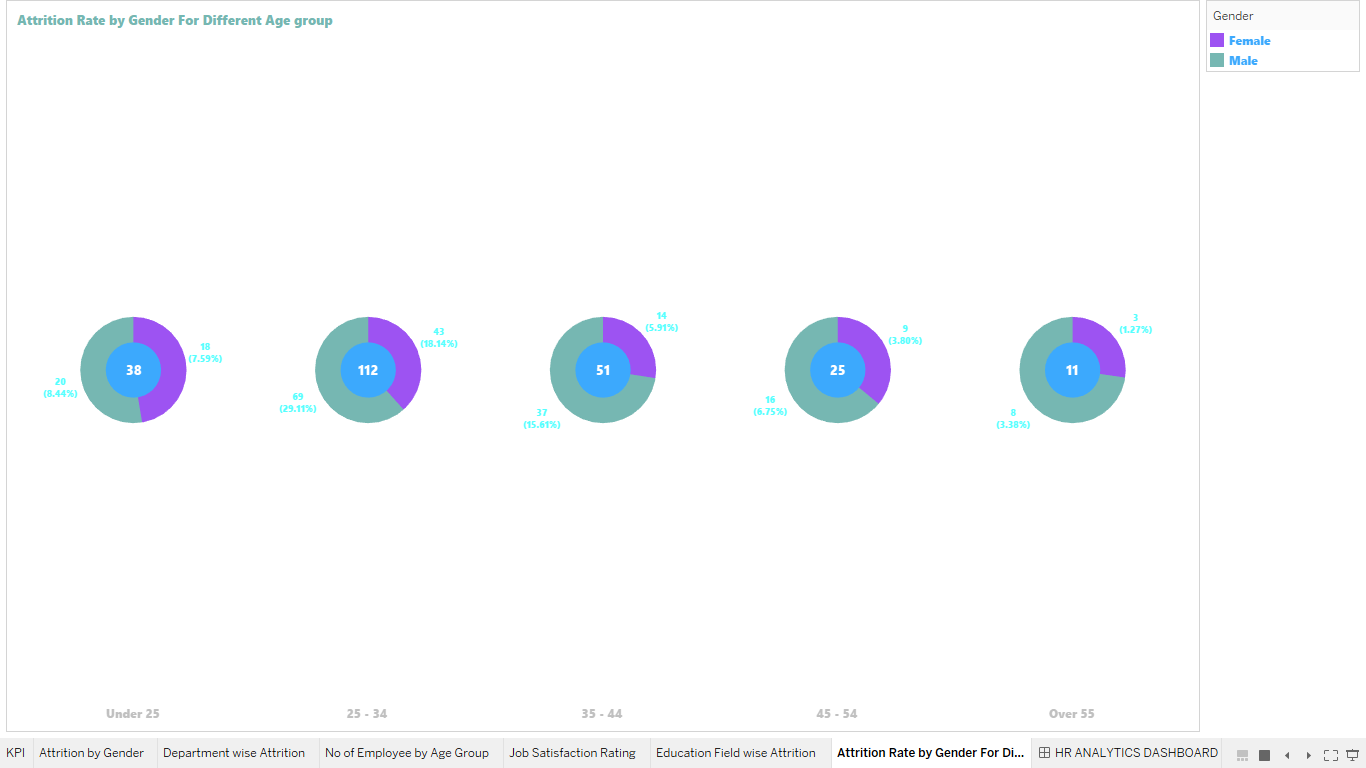 Attrition Rate by Gender For Different Age group
Gender
Female
Male
38
18
(7.59%)
20
(8.44%)
112
43
(18.14%)
69
(29.11%)
51
14
(5.91%)
37
(15.61%)
25
9
(3.80%)
16
(6.75%)
11
3
(1.27%)
8
(3.38%)
Under 25
25 - 34
35 - 44
45 - 54
Over 55
KPI
Attrition by Gender
Department wise Attrition
No of Employee by Age Group
Job Satisfaction Rating
Education Field wise Attrition
Attrition Rate by Gender For Di...
HR ANALYTICS DASHBOARD